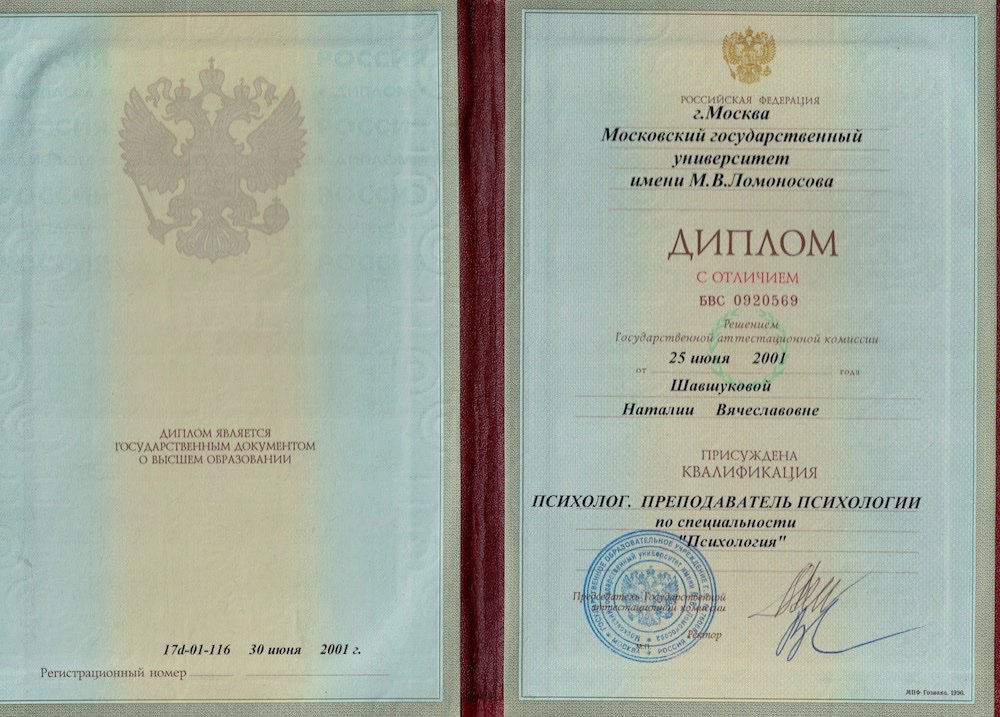 ДИПЛОМ ЯВЛЯЕТСЯ
ГОСУДАРСТВЕННЫМ ДОКУМЕНТОМ
О ВЫСШЕМ ОБРАЗОВАНИИ
17d-01-116 30 июня 2001 г.
Регистрационный номер
РОССИЙСКАЯ ФЕДЕРАЦИЯ
г.Москва
Московский государственный
университет
имени М.В.Ломоносова
ДИПЛОМ
С ОТЛИЧИЕМ
БВС 0920569
Решением
Государственной аттестационной комиссии
25 июня 2001
от года
Шавшуковой
Наталии Вячеславовне
ПРИСУЖДЕНА
КВАЛИФИКАЦИЯ
ПСИХОЛОГ. ПРЕПОДАВАТЕЛЬ ПСИХОЛОГИИ
по специальности
"Психология"
Председатель Государственной
аттестационной комиссии
Ректор
М.П.
МПФ Гознака. 1996.